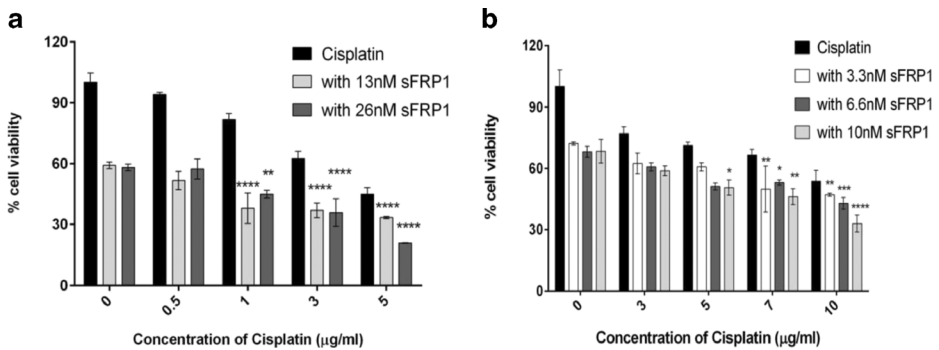 a
120
90
60
30
0
% cell viability
Cisplatin
with 13nM sFRP1
with 26nM sFRP1
****
**
****
****
****
****
0
0.5
1
3
5
Concentration of Cisplatin (µg/ml)
b
120
90
60
30
0
% cell viability
Cisplatin
with 3.3nM sFRP1
with 6.6nM sFRP1
with 10nM sFRP1
*
**
*
**
**
***
****
0
3
5
7
10
Concentration of Cisplatin (µg/ml)